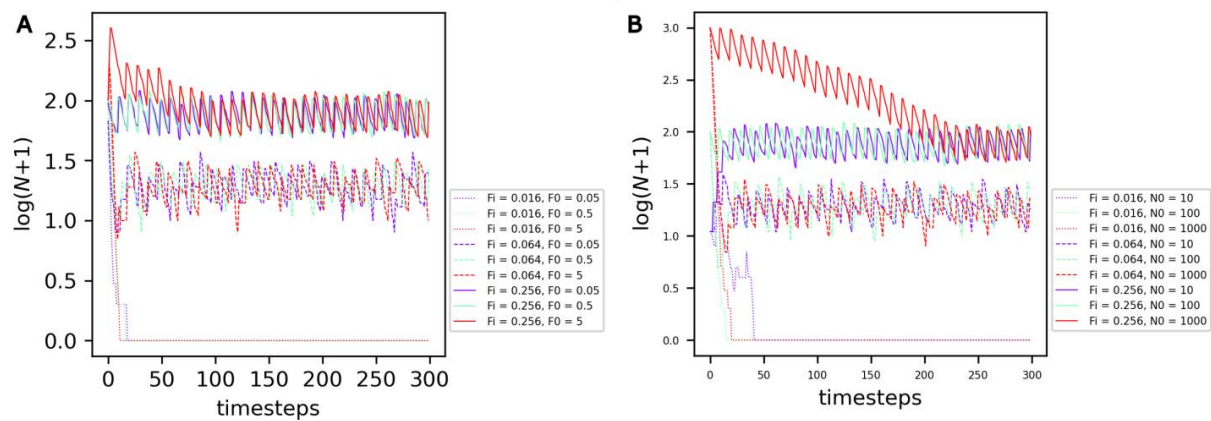 A
2.5
2.0
1.5
1.0
0.5
0.0
log(N+1)
0 50 100 150 200 250 300
timesteps
Fi = 0.016, F0 = 0.05
Fi = 0.016, F0 = 0.5
Fi = 0.016, F0 = 5
Fi = 0.064, F0 = 0.05
Fi = 0.064, F0 = 0.5
Fi = 0.064, F0 = 5
Fi = 0.256, F0 = 0.05
Fi = 0.256, F0 = 0.5
Fi = 0.256, F0 = 5
B
3.0
2.5
2.0
1.5
1.0
0.5
0.0
log(N+1)
0 50 100 150 200 250 300
timesteps
Fi = 0.016, N0 = 10
Fi = 0.016, N0 = 100
Fi = 0.016, N0 = 1000
Fi = 0.064, N0 = 10
Fi = 0.064, N0 = 100
Fi = 0.064, N0 = 1000
Fi = 0.256, N0 = 10
Fi = 0.256, N0 = 100
Fi = 0.256, N0 = 1000